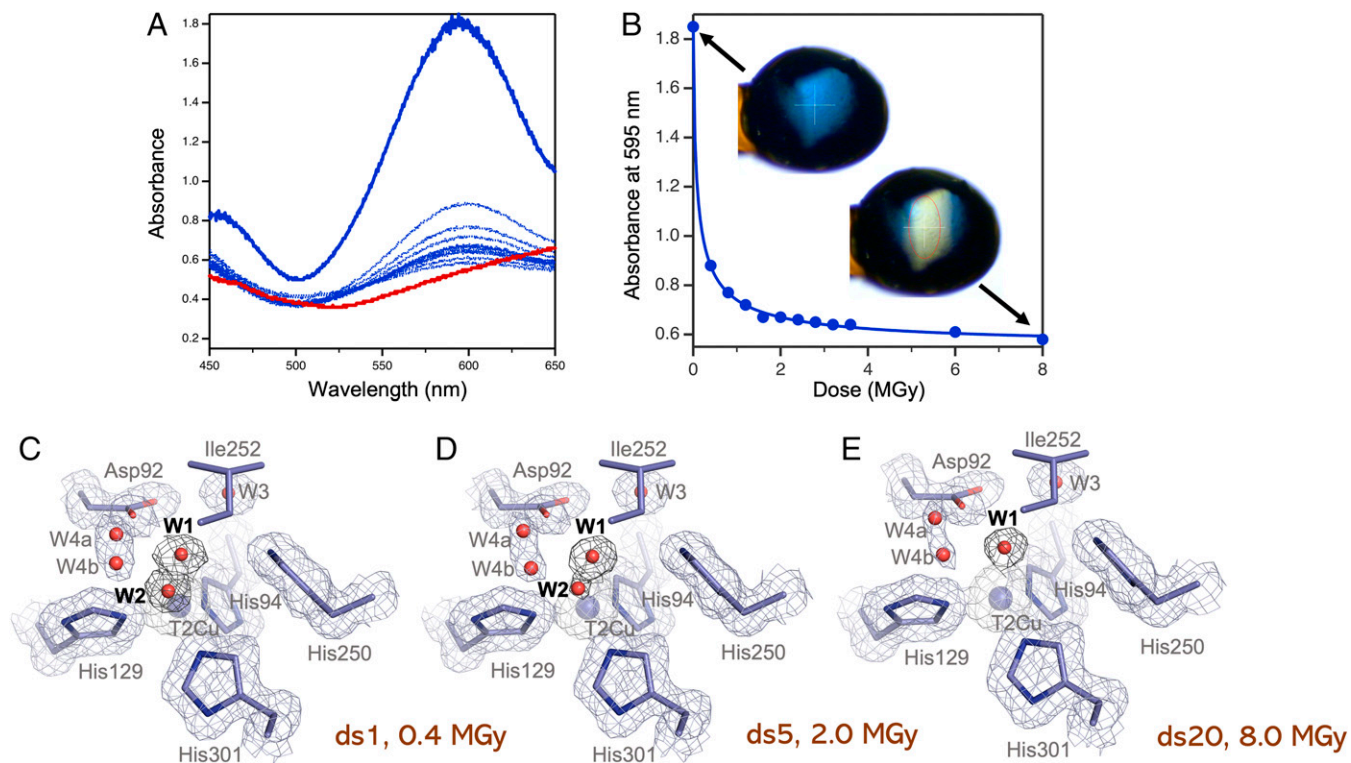 A
Absorbance
1.8
1.6
1.4
1.2
1.0
0.8
0.6
0.4
0.2
450
500
550
600
650
Wavelength (nm)
B
Absorbance at 595 nm
1.8
1.6
1.4
1.2
1.0
0.8
0.6
0
2
4
6
8
Dose (MGy)
C
Ile252
Asp92
W3
W4a
W1
W4b
W2
His94
T2Cu
His129
His250
His301
ds1, 0.4 MGy
D
Ile252
Asp92
W3
W4a
W1
W4b
W2
His94
T2Cu
His129
His250
His301
ds5, 2.0 MGy
E
Ile252
Asp92
W3
W4a
W1
W4b
His94
T2Cu
His129
His250
His301
ds20, 8.0 MGy